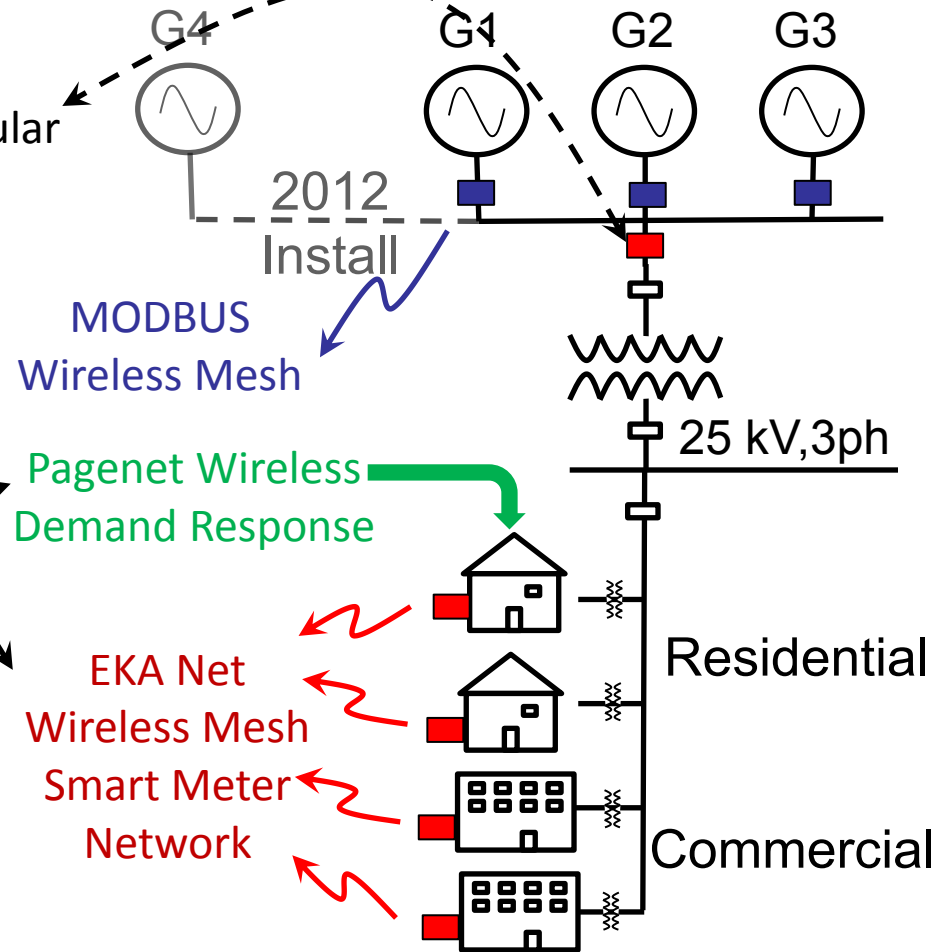 G4
G1
G2
G3
ular
2012
Install
MODBUS
Wireless Mesh
25 kV,3ph
Pagenet Wireless
Demand Response
Residential
EKA Net
Wireless Mesh
Smart Meter
Network
Commercial